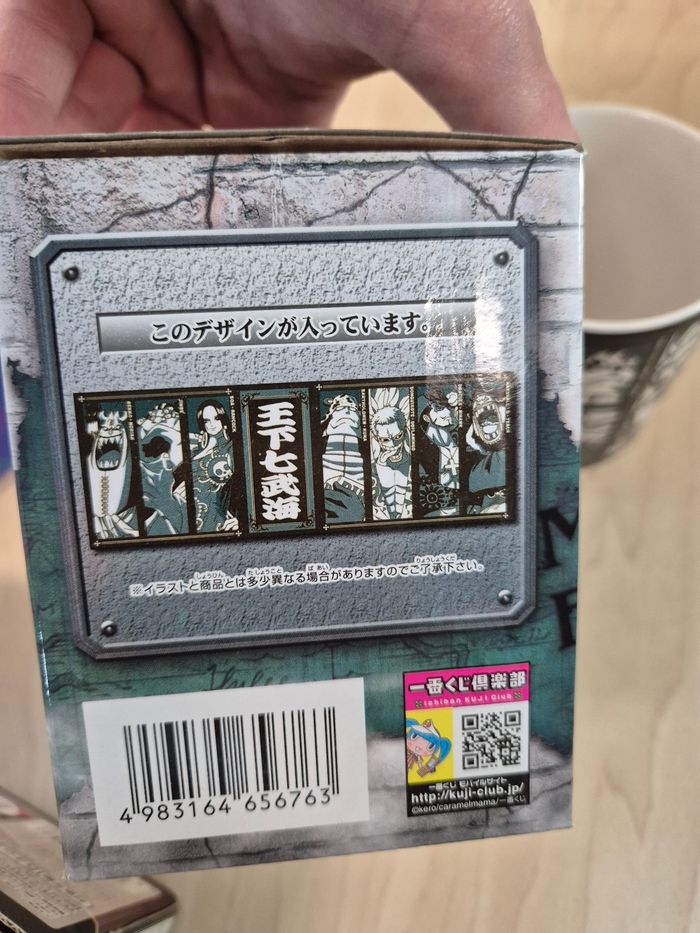 このデザインが入っています。
王下七武海
※イラストと商品とは多少異なる場合がありますのでご了承下さい。
一番くじ倶楽部
Ichiban KUJI Club
一番くじ モバイルサイト
http://kuji-club.jp/
©kero/caramelmama/一番くじ
4 983164 656763